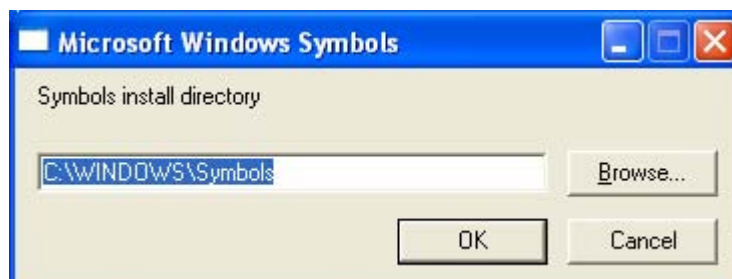 Microsoft Windows Symbols
Symbols install directory
C:\WINDOWS\Symbols
Browse...
OK
Cancel